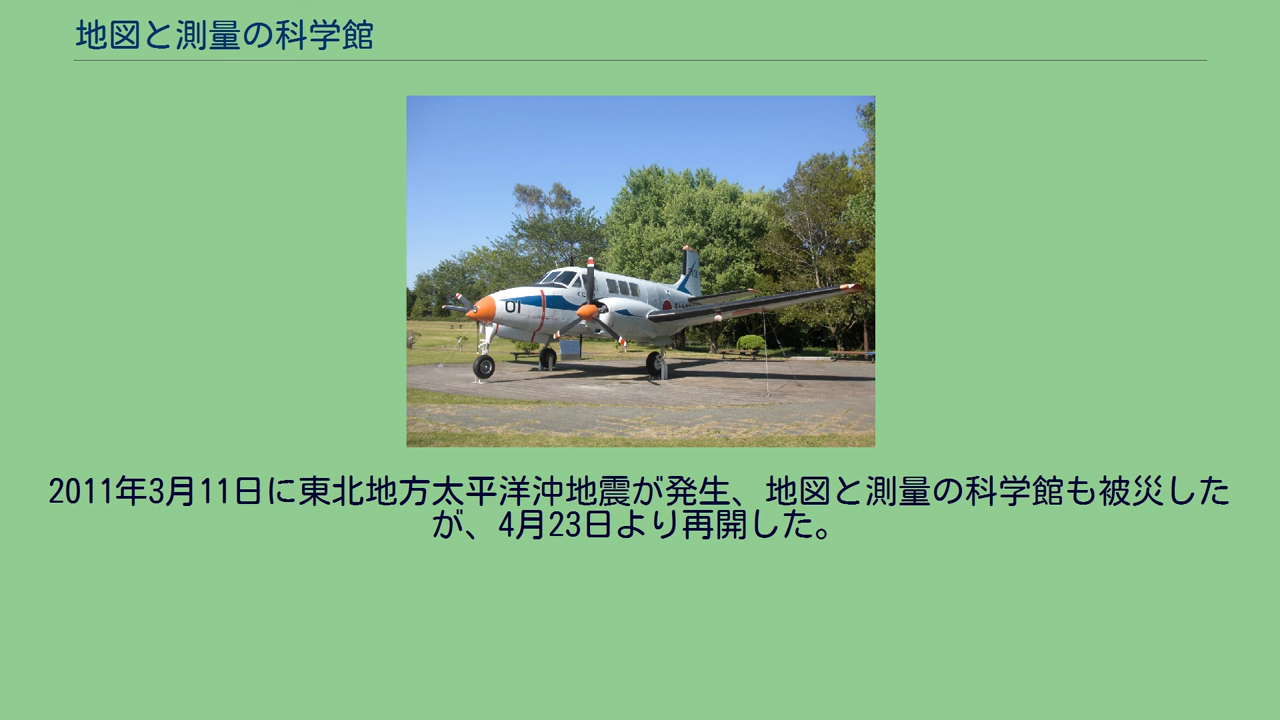 地図と測量の科学館
01
2011年3月11日に東北地方太平洋沖地震が発生、地図と測量の科学館も被災した
が、4月23日より再開した。